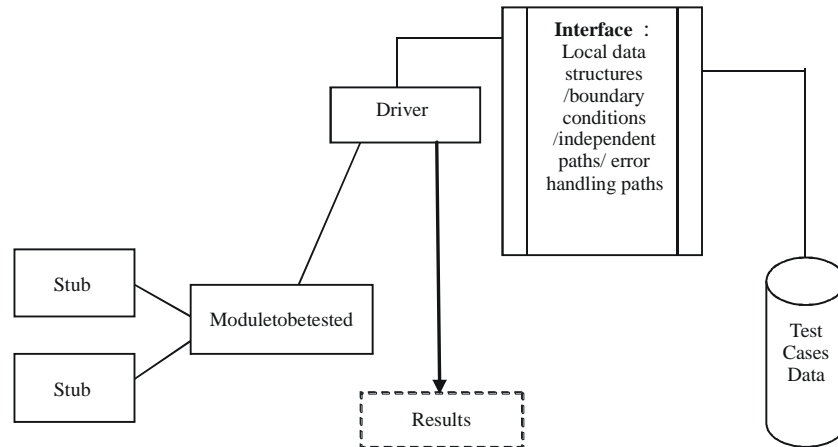 Interface :
Local data
structures
/boundary
conditions
/independent
paths/ error
handling paths
Driver
Stub
Moduletobetested
Stub
Test
Cases
Data
Results